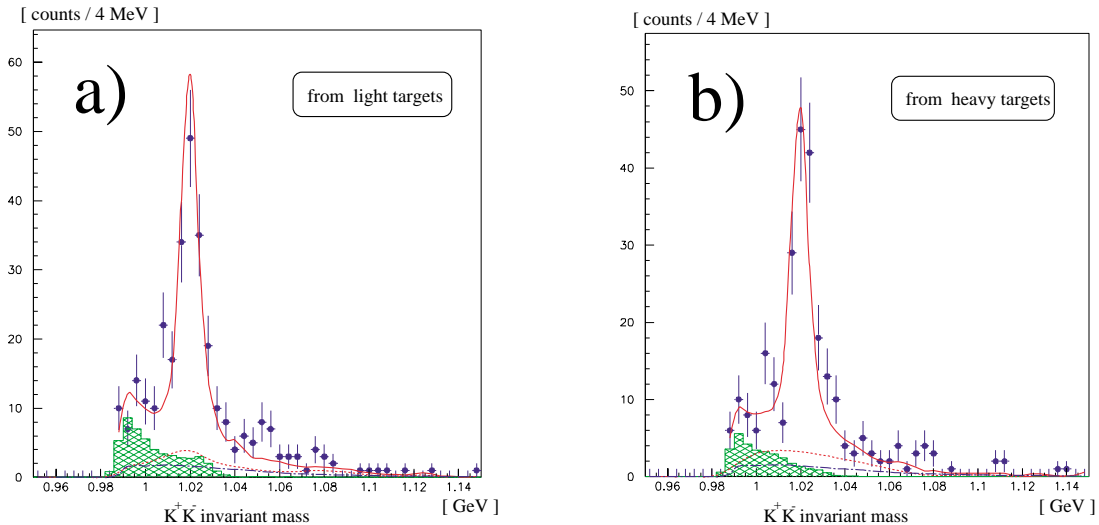 [ counts / 4 MeV ]
a)
from light targets
60
50
40
30
20
10
0
0.96 0.98 1 1.02 1.04 1.06 1.08 1.1 1.12 1.14
K+K- invariant mass
[ GeV ]
[ counts / 4 MeV ]
b)
from heavy targets
50
40
30
20
10
0
0.96 0.98 1 1.02 1.04 1.06 1.08 1.1 1.12 1.14
K+K- invariant mass
[ GeV ]